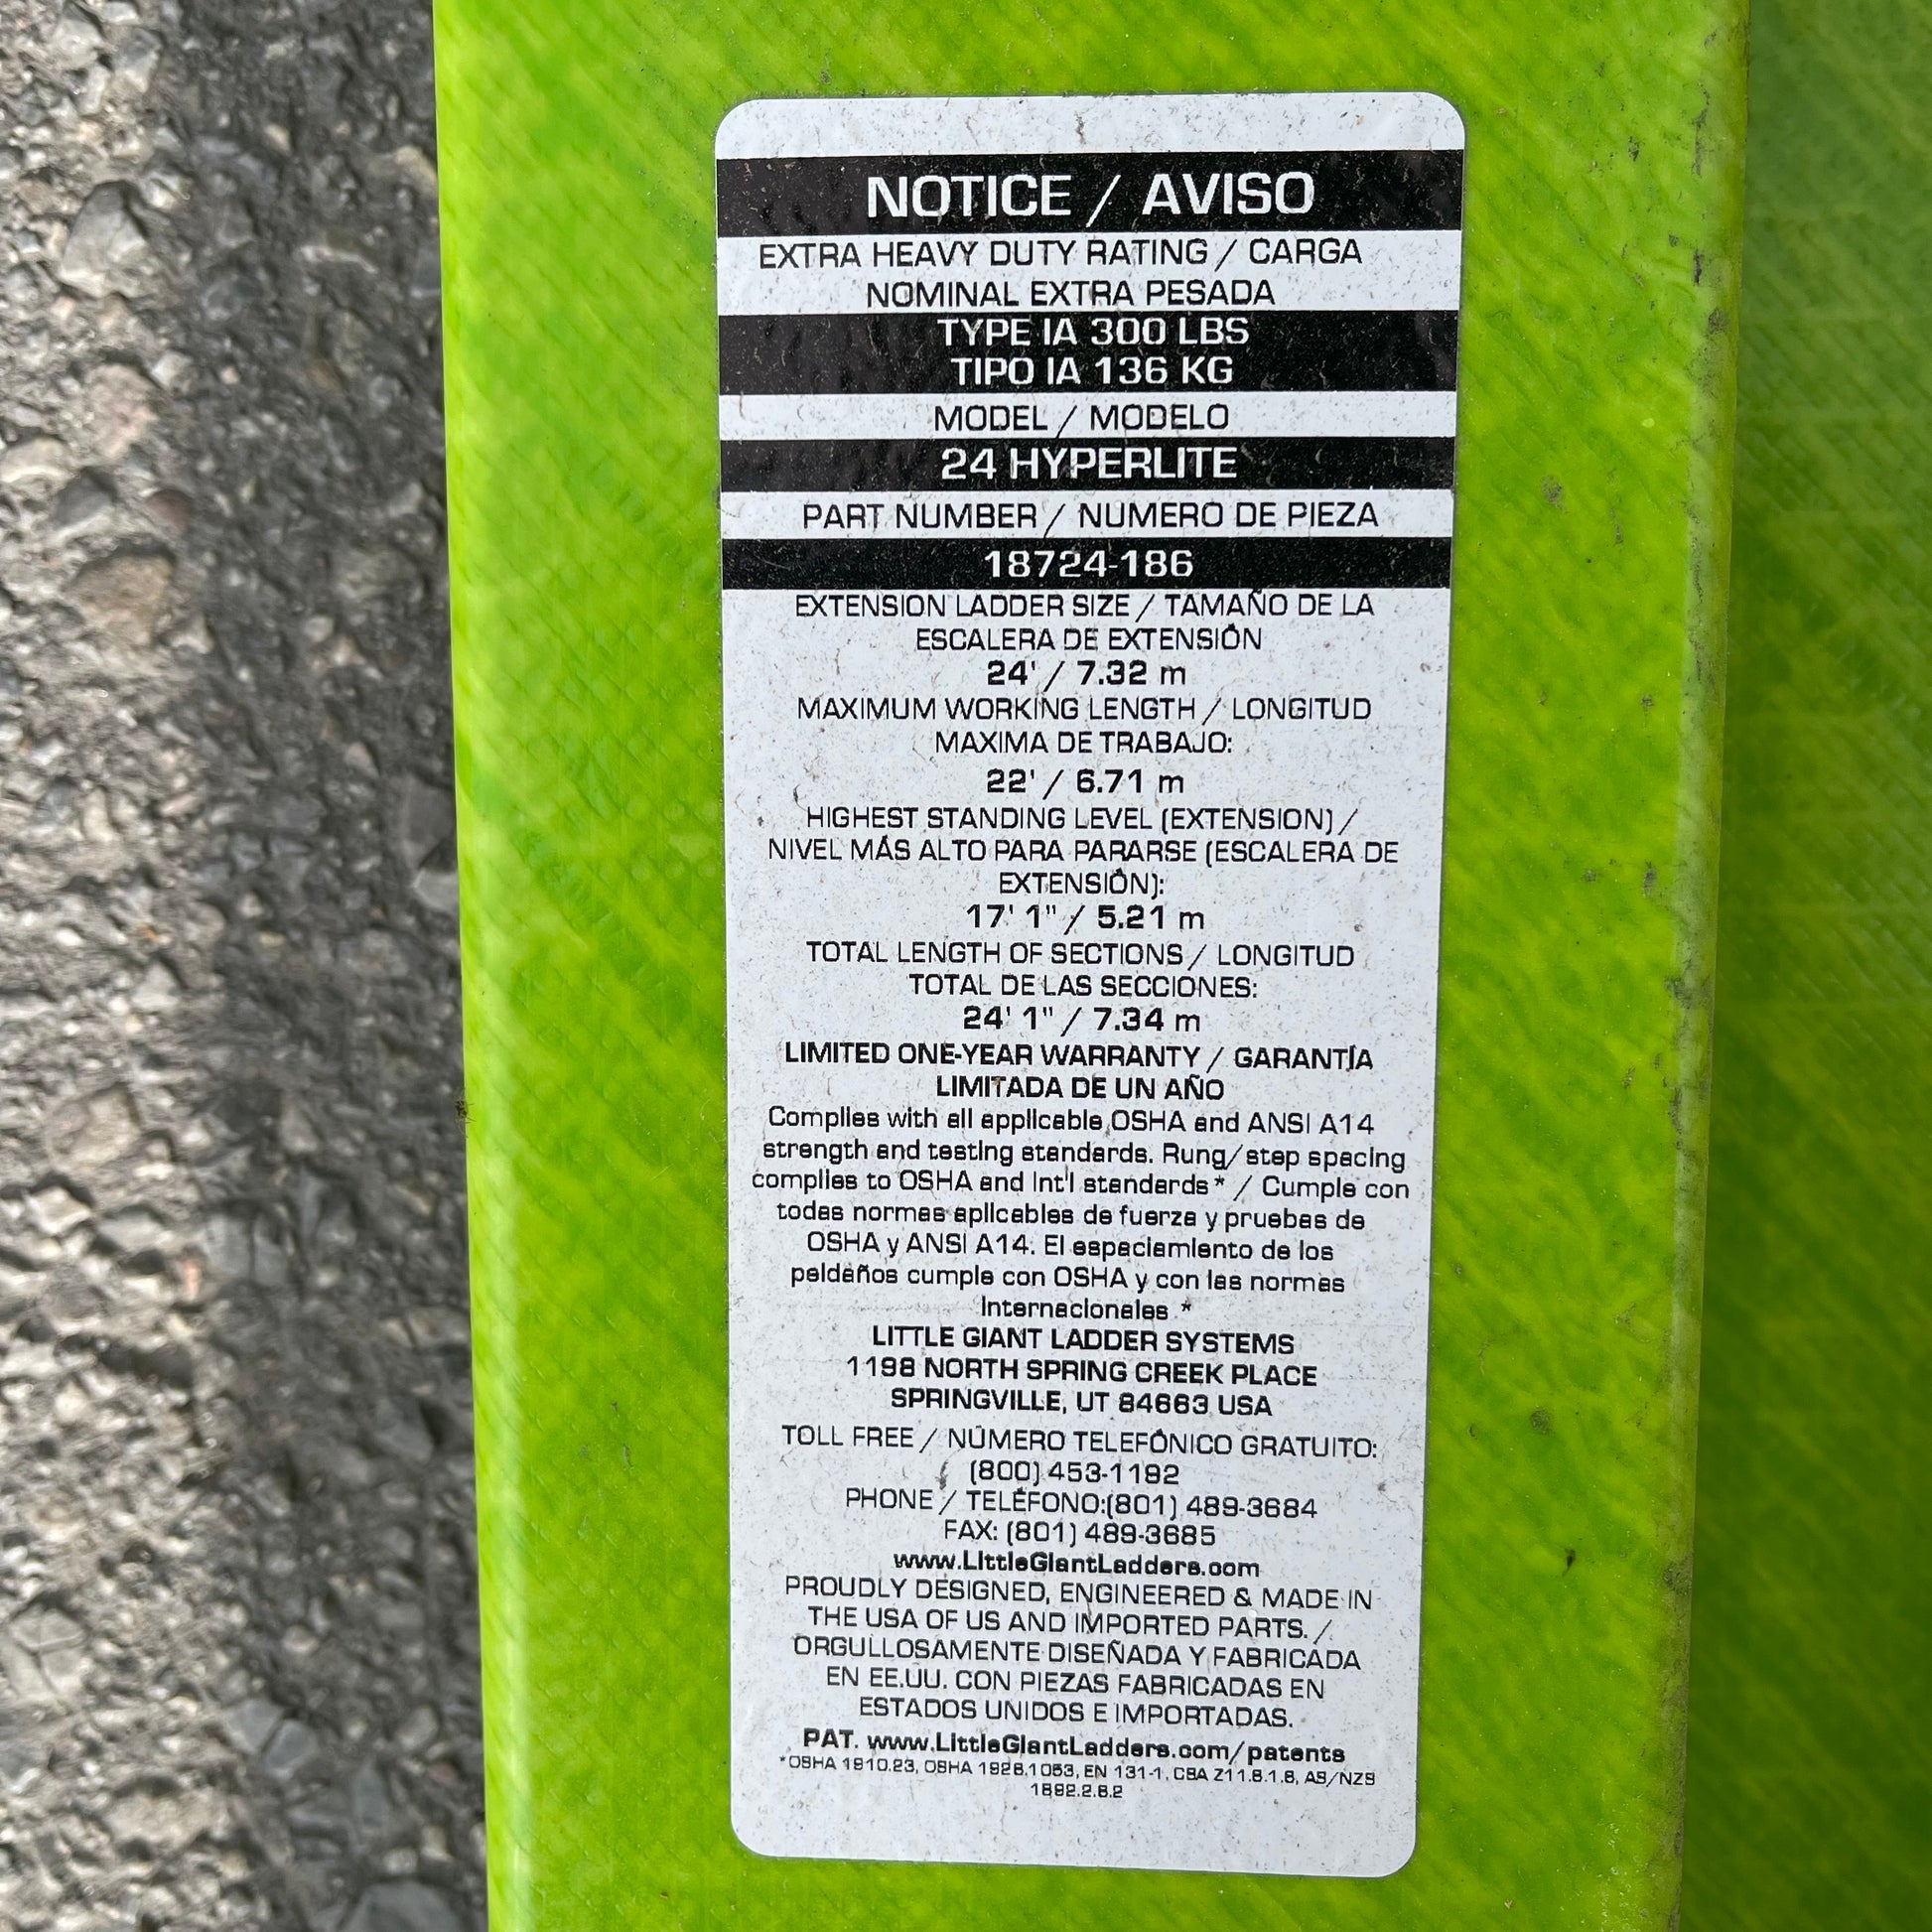 NOTICE / AVISO
EXTRA HEAVY DUTY RATING / CARGA
NOMINAL EXTRA PESADA
TYPE IA 300 LBS
TIPO IA 136 KG
MODEL / MODELO
24 HYPERLITE
PART NUMBER / NUMERO DE PIEZA
18724-186
EXTENSION LADDER SIZE / TAMAÑO DE LA
ESCALERA DE EXTENSIÓN
24' / 7.32 m
MAXIMUM WORKING LENGTH / LONGITUD
MAXIMA DE TRABAJO:
22' / 6.71 m
HIGHEST STANDING LEVEL (EXTENSION) /
NIVEL MÁS ALTO PARA PARARSE (ESCALERA DE
EXTENSIÓN):
17' 1" / 5.21 m
TOTAL LENGTH OF SECTIONS / LONGITUD
TOTAL DE LAS SECCIONES:
24' 1" / 7.34 m
LIMITED ONE-YEAR WARRANTY / GARANTÍA
LIMITADA DE UN AÑO
Complies with all applicable OSHA and ANSI A14
strength and testing standards. Rung/step spacing
complies to OSHA and Int'l standards* / Cumple con
todas normas aplicables de fuerza y pruebas de
OSHA y ANSI A14. El espaciamiento de los
peldaños cumple con OSHA y con las normas
internacionales *
LITTLE GIANT LADDER SYSTEMS
1198 NORTH SPRING CREEK PLACE
SPRINGVILLE, UT 84663 USA
TOLL FREE / NÚMERO TELEFÓNICO GRATUITO:
(800) 453-1192
PHONE / TELÉFONO:(801) 489-3684
FAX: (801) 489-3685
www.LittleGiantLadders.com
PROUDLY DESIGNED, ENGINEERED & MADE IN
THE USA OF US AND IMPORTED PARTS. /
ORGULLOSAMENTE DISEÑADA Y FABRICADA
EN EE.UU. CON PIEZAS FABRICADAS EN
ESTADOS UNIDOS E IMPORTADAS.
PAT. www.LittleGiantLadders.com/patents
*OSHA 1910.23, OSHA 1926.1053, EN 131-1, CSA Z11.8.1.8, AS/NZS
1892.2.6.2